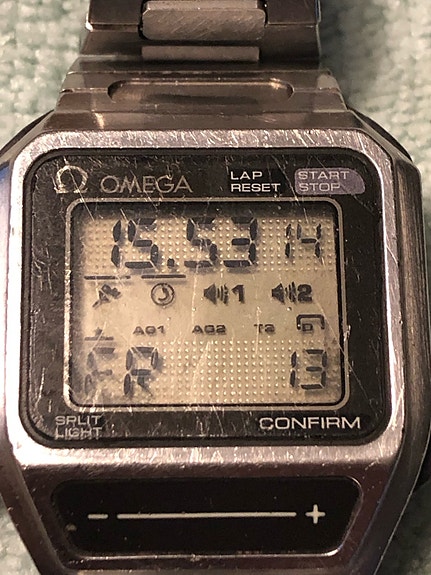 Ω OMEGA
LAP
RESET
START
STOP
15.53 14
1 2
AG1 AG2 T2 D
FR 13
SPLIT
LIGHT
CONFIRM
- +